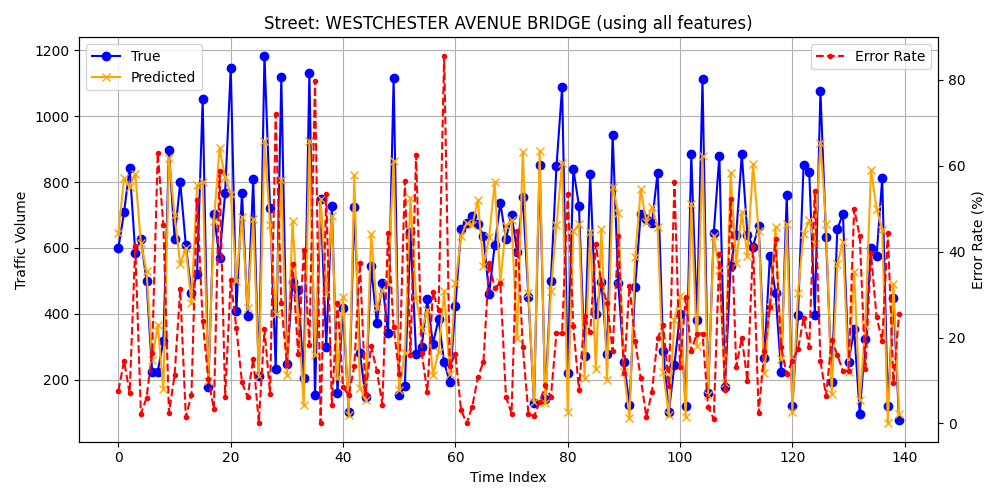 Street: WESTCHESTER AVENUE BRIDGE (using all features)
True
Predicted
Error Rate
1200
1000
800
600
400
200
Traffic Volume
80
60
40
20
0
Error Rate (%)
0 20 40 60 80 100 120 140
Time Index